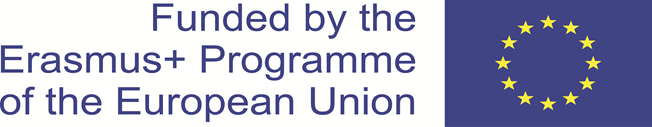 Funded by the
Erasmus+ Programme
of the European Union